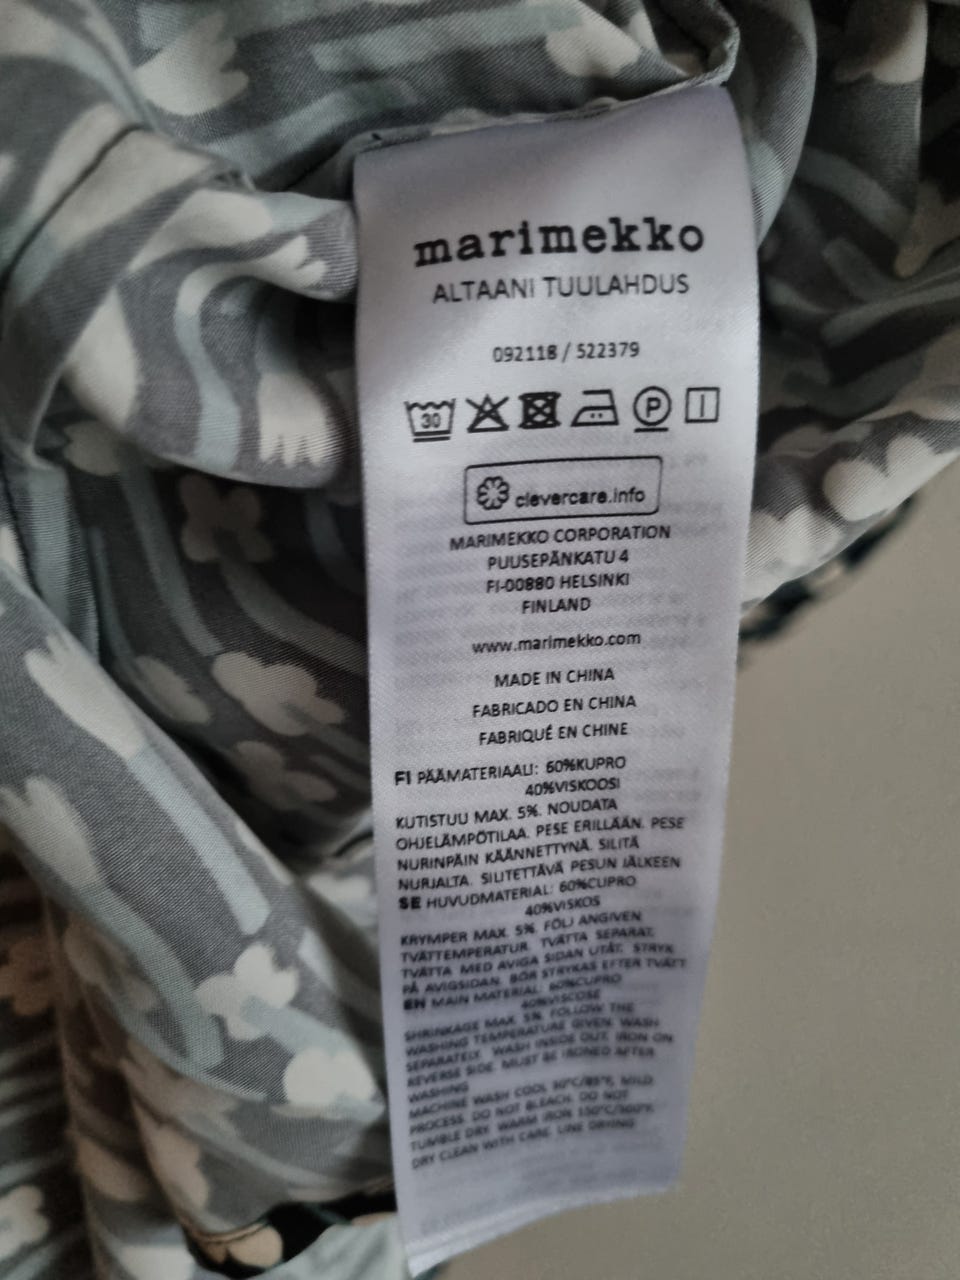 marimekko
ALTAANI TUULAHDUS
092118 / 522379
30 P
clevercare.info
MARIMEKKO CORPORATION
PUUSEPÄNKATU 4
FI-00880 HELSINKI
FINLAND
www.marimekko.com
MADE IN CHINA
FABRICADO EN CHINA
FABRIQUÉ EN CHINE
FI PÄÄMATERIAALI: 60%KUPRO
40%VISKOOSI
KUTISTUU MAX. 5%. NOUDATA
OHJELÄMPÖTILAA. PESE ERILLÄÄN. PESE
NURINPÄIN KÄÄNNETTYNÄ. SILITÄ
NURJALTA. SILITETTÄVÄ PESUN JÄLKEEN
SE HUVUDMATERIAL: 60%CUPRO
40%VISKOS
KRYMPER MAX. 5%. FÖLJ ANGIVEN
TVÄTTEMPERATUR. TVÄTTA SEPARAT.
TVÄTTA MED AVIGA SIDAN UTÅT. STRYK
PÅ AVIGSIDAN. BÖR STRYKAS EFTER TVÄTT
EN MAIN MATERIAL: 60%CUPRO
40%VISCOSE
SHRINKAGE MAX. 5%. FOLLOW THE
WASHING TEMPERATURE GIVEN. WASH
SEPARATELY. WASH INSIDE OUT. IRON ON
REVERSE SIDE. MUST BE IRONED AFTER
WASHING
MACHINE WASH COOL 30°C/85°F, MILD
PROCESS. DO NOT BLEACH. DO NOT
TUMBLE DRY. WARM IRON 150°C/300°F.
DRY CLEAN WITH CARE. LINE DRYING